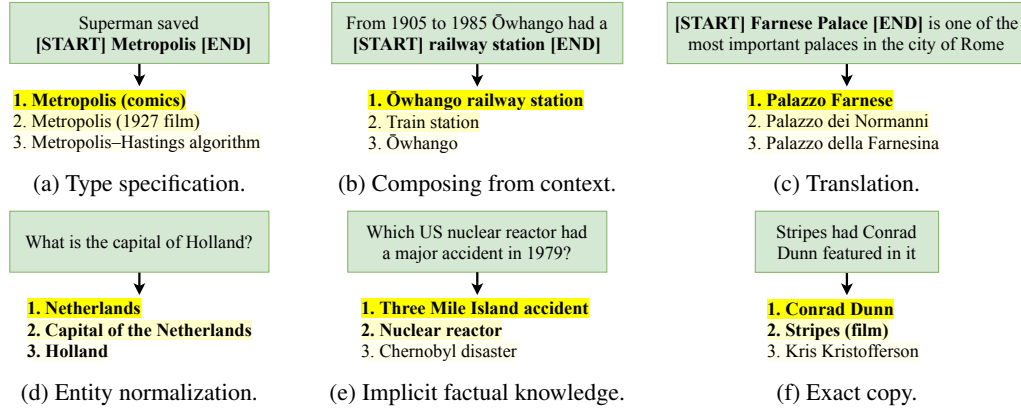 Superman saved
[START] Metropolis [END]
1. Metropolis (comics)
2. Metropolis (1927 film)
3. Metropolis–Hastings algorithm
(a) Type specification.
From 1905 to 1985 Ōwhango had a
[START] railway station [END]
1. Ōwhango railway station
2. Train station
3. Ōwhango
(b) Composing from context.
[START] Farnese Palace [END] is one of the
most important palaces in the city of Rome
1. Palazzo Farnese
2. Palazzo dei Normanni
3. Palazzo della Farnesina
(c) Translation.
What is the capital of Holland?
1. Netherlands
2. Capital of the Netherlands
3. Holland
(d) Entity normalization.
Which US nuclear reactor had
a major accident in 1979?
1. Three Mile Island accident
2. Nuclear reactor
3. Chernobyl disaster
(e) Implicit factual knowledge.
Stripes had Conrad
Dunn featured in it
1. Conrad Dunn
2. Stripes (film)
3. Kris Kristofferson
(f) Exact copy.